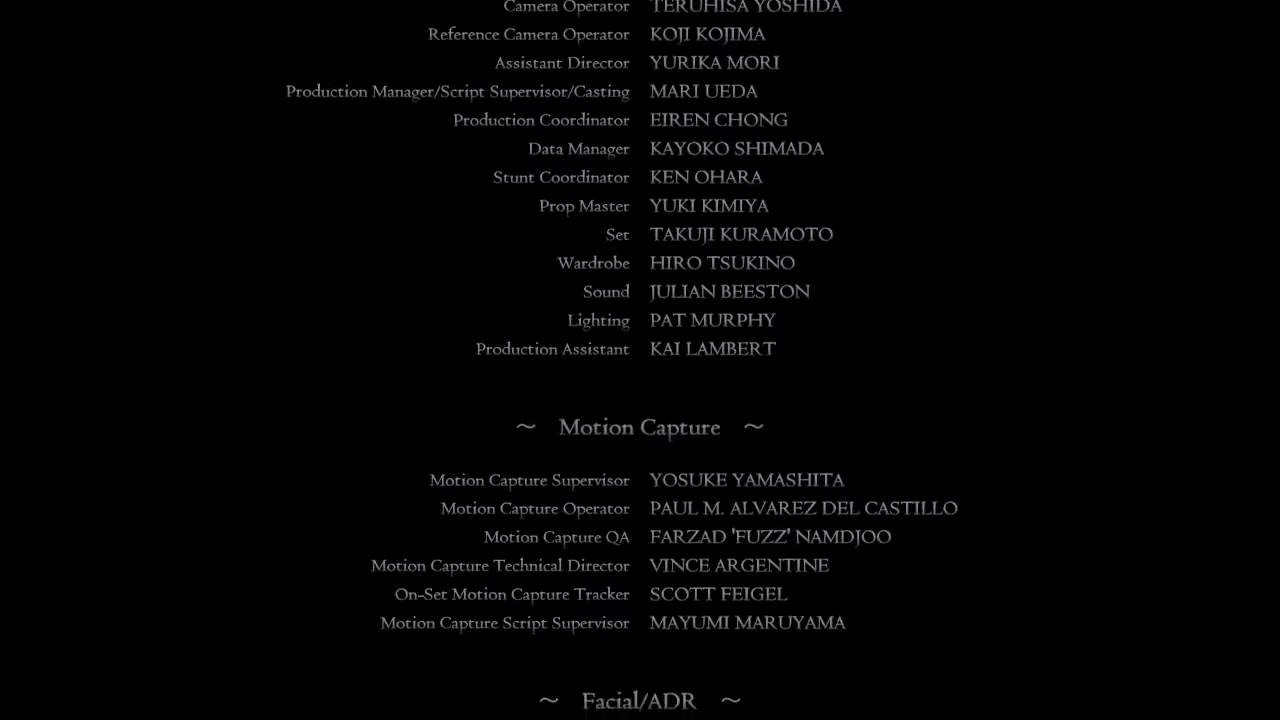 Camera Operator TERUHISA YOSHIDA
Reference Camera Operator KOJI KOJIMA
Assistant Director YURIKA MORI
Production Manager/Script Supervisor/Casting MARI UEDA
Production Coordinator EIREN CHONG
Data Manager KAYOKO SHIMADA
Stunt Coordinator KEN OHARA
Prop Master YUKI KIMIYA
Set TAKUJI KURAMOTO
Wardrobe HIRO TSUKINO
Sound JULIAN BEESTON
Lighting PAT MURPHY
Production Assistant KAI LAMBERT
~ Motion Capture ~
Motion Capture Supervisor YOSUKE YAMASHITA
Motion Capture Operator PAUL M. ALVAREZ DEL CASTILLO
Motion Capture QA FARZAD 'FUZZ' NAMDJOO
Motion Capture Technical Director VINCE ARGENTINE
On-Set Motion Capture Tracker SCOTT FEIGEL
Motion Capture Script Supervisor MAYUMI MARUYAMA
~ Facial/ADR ~